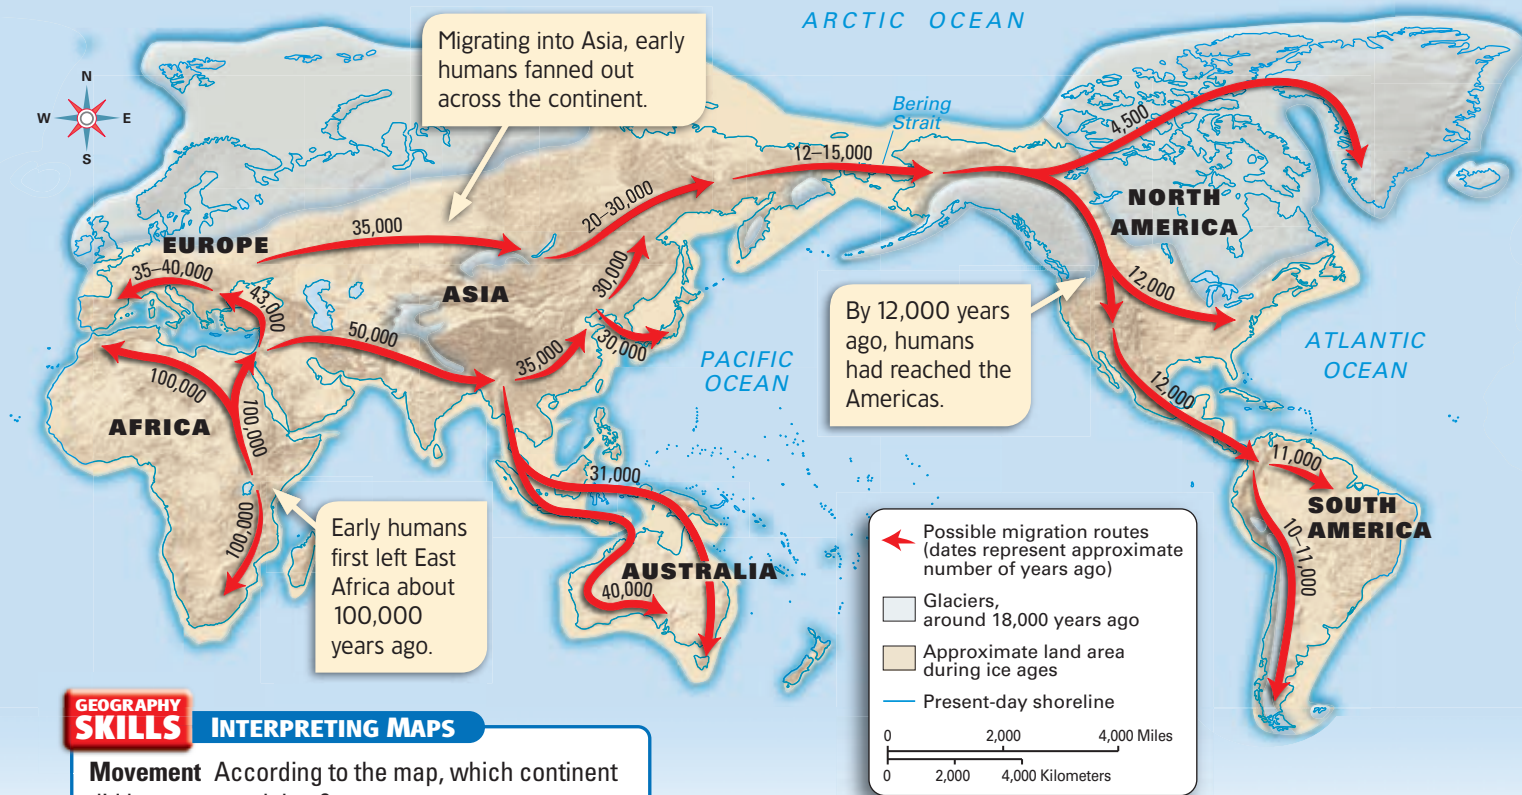 ARCTIC OCEAN
Migrating into Asia, early
humans fanned out
across the continent.
N
W
E
S
Bering
Strait
4,500
12–15,000
20–30,000
NORTH
AMERICA
35,000
EUROPE
35–40,000
43,000
30,000
ASIA
12,000
50,000
By 12,000 years
ago, humans
had reached the
Americas.
35,000
30,000
PACIFIC
OCEAN
ATLANTIC
OCEAN
100,000
100,000
AFRICA
12,000
11,000
31,000
SOUTH
AMERICA
100,000
Early humans
first left East
Africa about
100,000
years ago.
AUSTRALIA
40,000
10–11,000
Possible migration routes
(dates represent approximate
number of years ago)
Glaciers,
around 18,000 years ago
Approximate land area
during ice ages
Present-day shoreline
0 2,000 4,000 Miles
0 2,000 4,000 Kilometers
GEOGRAPHY
SKILLS
INTERPRETING MAPS
Movement According to the map, which continent